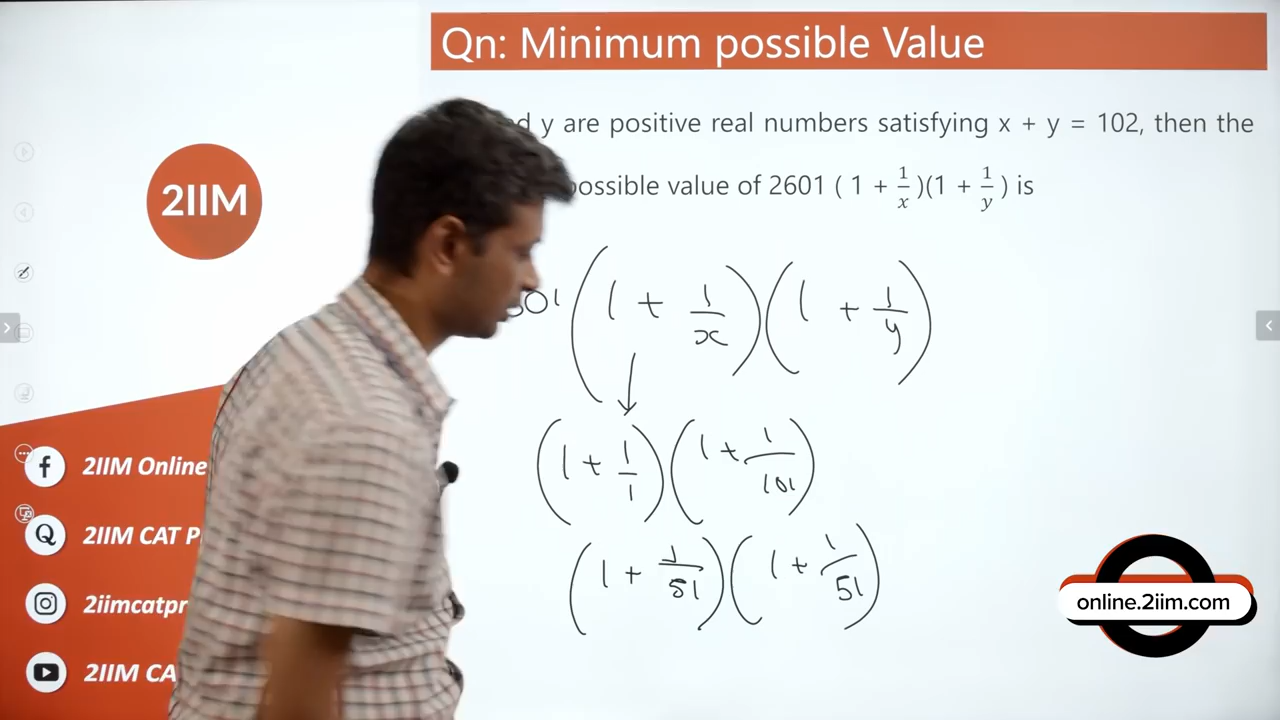 Qn: Minimum possible Value
y are positive real numbers satisfying x + y = 102, then the
possible value of 2601 ( 1 + 1/x )(1 + 1/y ) is
2IIM
01 (1 + 1/x) (1 + 1/y)
(1 + 1/1) (1 + 1/101)
(1 + 1/51) (1 + 1/51)
f 2IIM Online
Q 2IIM CAT
2iimcatpr
2IIM CA
online.2iim.com